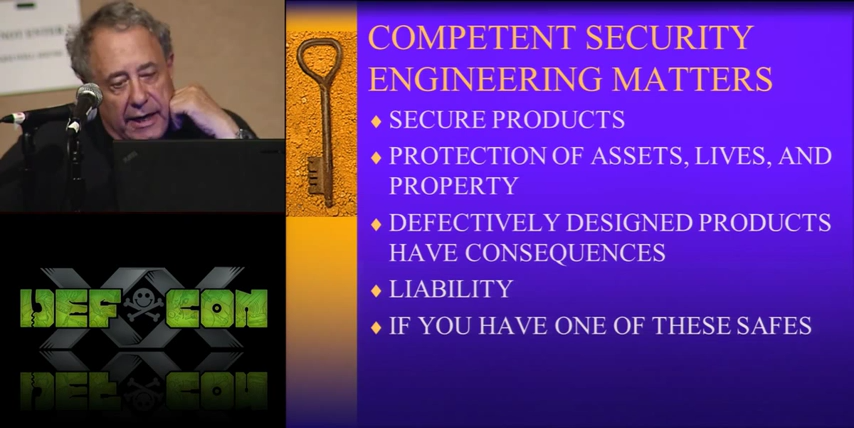 COMPETENT SECURITY
ENGINEERING MATTERS
SECURE PRODUCTS
PROTECTION OF ASSETS, LIVES, AND
PROPERTY
DEFECTIVELY DESIGNED PRODUCTS
HAVE CONSEQUENCES
LIABILITY
IF YOU HAVE ONE OF THESE SAFES
XX
DEF CON